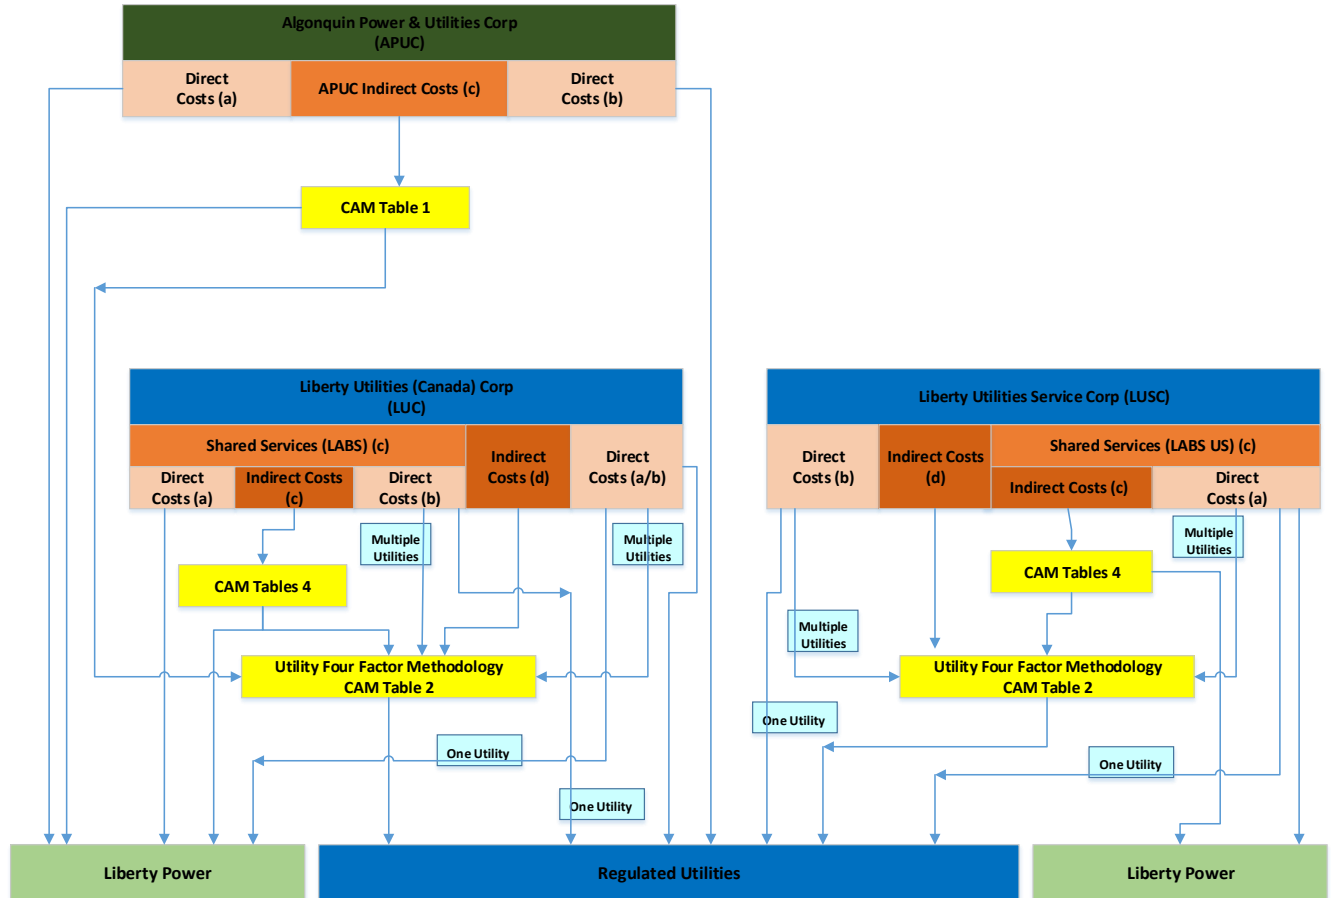 Algonquin Power & Utilities Corp
(APUC)
Direct
Costs (a)
APUC Indirect Costs (c)
Direct
Costs (b)
CAM Table 1
Liberty Utilities (Canada) Corp
(LUC)
Shared Services (LABS) (c)
Direct
Costs (a)
Indirect Costs
(c)
Direct
Costs (b)
Indirect
Costs (d)
Direct
Costs (a/b)
Multiple
Utilities
Multiple
Utilities
CAM Tables 4
Utility Four Factor Methodology
CAM Table 2
One Utility
One Utility
Liberty Utilities Service Corp (LUSC)
Direct
Costs (b)
Indirect Costs
(d)
Shared Services (LABS US) (c)
Indirect Costs (c)
Direct
Costs (a)
Multiple
Utilities
CAM Tables 4
Multiple
Utilities
Utility Four Factor Methodology
CAM Table 2
One Utility
One Utility
Liberty Power
Regulated Utilities
Liberty Power